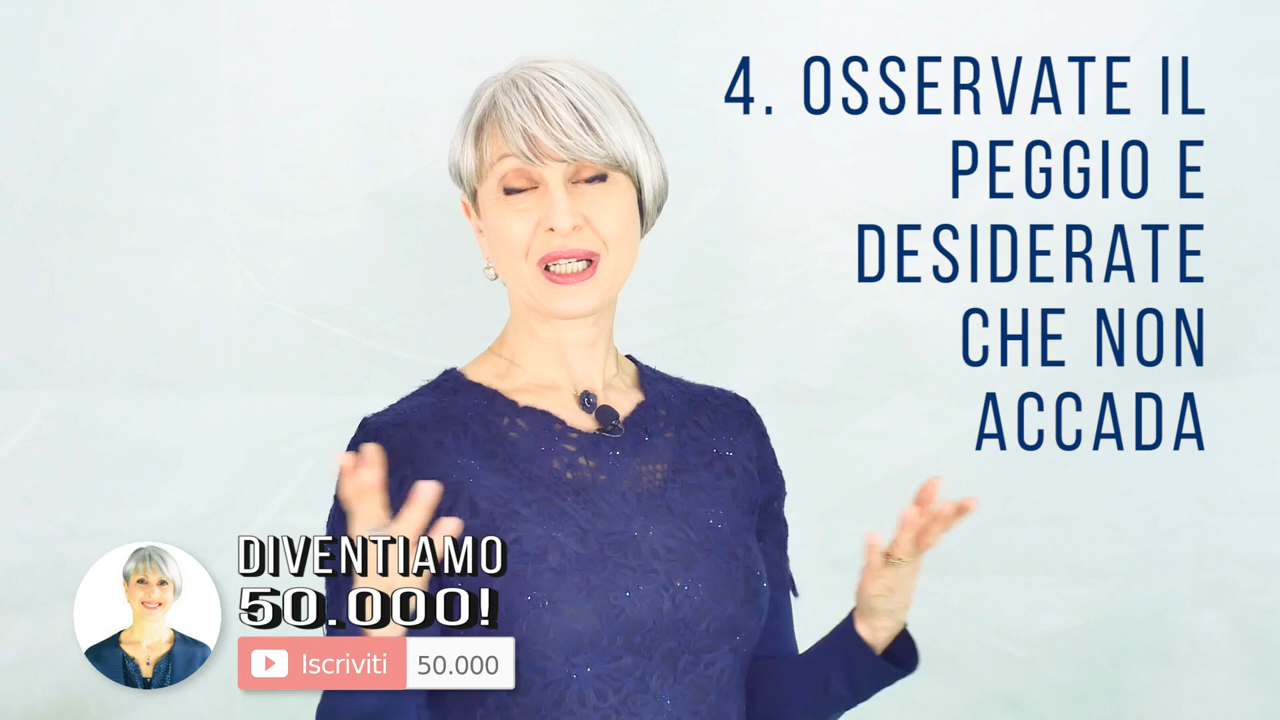 4. OSSERVATE IL
PEGGIO E
DESIDERATE
CHE NON
ACCADA
DIVENTIAMO
50.000!
Iscriviti 50.000